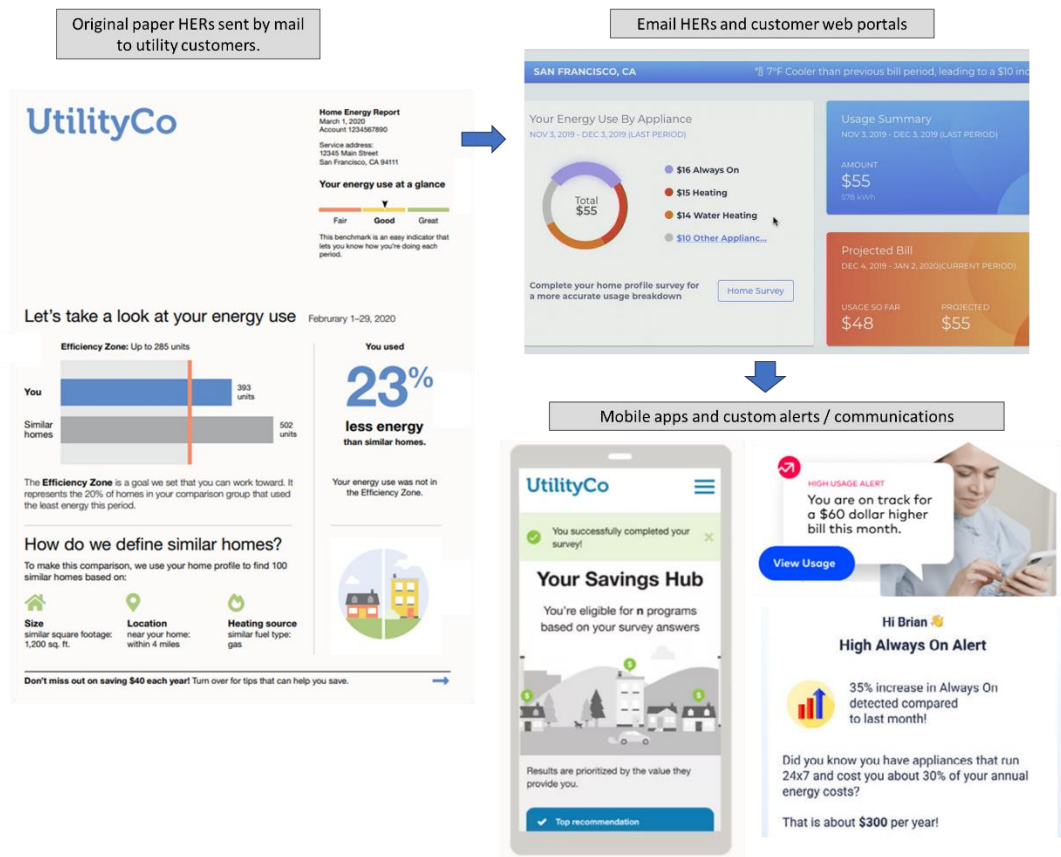 Original paper HERs sent by mail
to utility customers.
UtilityCo
Home Energy Report
March 1, 2020
Account 1234567890
Service address:
12345 Main Street
San Francisco, CA 94111
Your energy use at a glance
Fair Good Great
This benchmark is an easy indicator that
lets you know how you're doing each
period.
Let's take a look at your energy use Februrary 1–29, 2020
Efficiency Zone: Up to 285 units
You
393
units
Similar
homes
502
units
The Efficiency Zone is a goal we set that you can work toward. It
represents the 20% of homes in your comparison group that used
the least energy this period.
You used
23%
less energy
than similar homes.
Your energy use was not in
the Efficiency Zone.
How do we define similar homes?
To make this comparison, we use your home profile to find 100
similar homes based on:
Size
similar square footage:
1,200 sq. ft.
Location
near your home:
within 4 miles
Heating source
similar fuel type:
gas
Don't miss out on saving $40 each year! Turn over for tips that can help you save.
Email HERs and customer web portals
SAN FRANCISCO, CA
7°F Cooler than previous bill period, leading to a $10 inc
Your Energy Use By Appliance
NOV 3, 2019 - DEC 3, 2019 (LAST PERIOD)
Total
$55
$16 Always On
$15 Heating
$14 Water Heating
$10 Other Applianc...
Complete your home profile survey for
a more accurate usage breakdown
Home Survey
Usage Summary
NOV 3, 2019 - DEC 3, 2019 (LAST PERIOD)
AMOUNT
$55
578 kWh
Projected Bill
DEC 4, 2019 - JAN 2, 2020(CURRENT PERIOD)
USAGE SO FAR PROJECTED
$48 $55
Mobile apps and custom alerts / communications
UtilityCo
You successfully completed your
survey!
Your Savings Hub
You're eligible for n programs
based on your survey answers
Results are prioritized by the value they
provide you.
Top recommendation
HIGH USAGE ALERT
You are on track for
a $60 dollar higher
bill this month.
View Usage
Hi Brian 👋
High Always On Alert
35% increase in Always On
detected compared
to last month!
Did you know you have appliances that run
24x7 and cost you about 30% of your annual
energy costs?
That is about $300 per year!